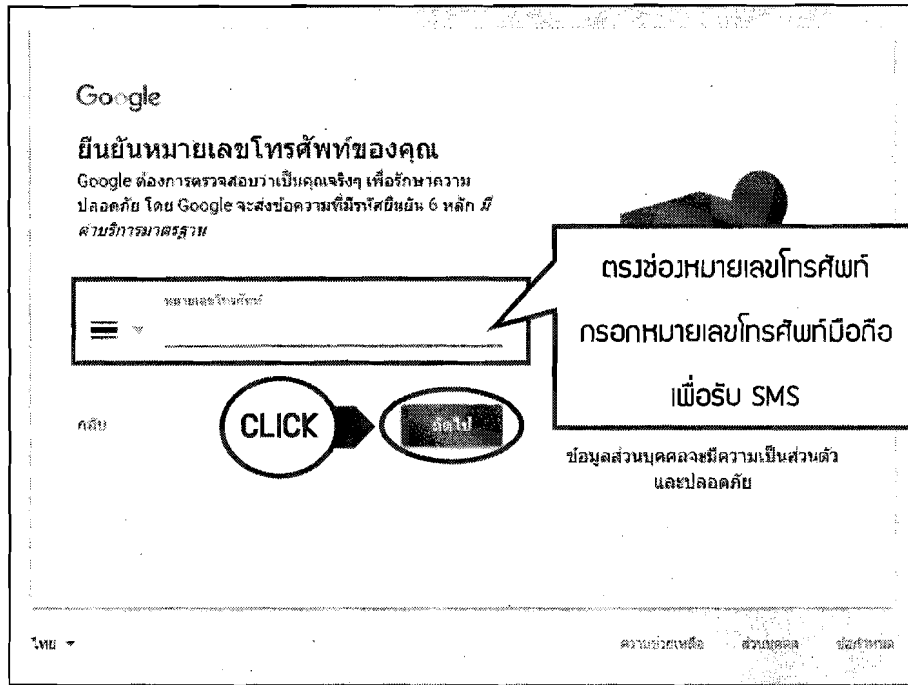 Google
ยืนยันหมายเลขโทรศัพท์ของคุณ
Google ต้องการตรวจสอบว่าเป็นคุณจริงๆ เพื่อรักษาความ
ปลอดภัย โดย Google จะส่งข้อความที่มีรหัสยืนยัน 6 หลัก มี
ค่าบริการมาตรฐาน
หมายเลขโทรศัพท์
ตรงช่องหมายเลขโทรศัพท์
กรอกหมายเลขโทรศัพท์มือถือ
เพื่อรับ SMS
กลับ
CLICK
ถัดไป
ข้อมูลส่วนบุคคลจะมีความเป็นส่วนตัว
และปลอดภัย
ไทย
ความช่วยเหลือ
ส่วนบุคคล
ข้อกำหนด